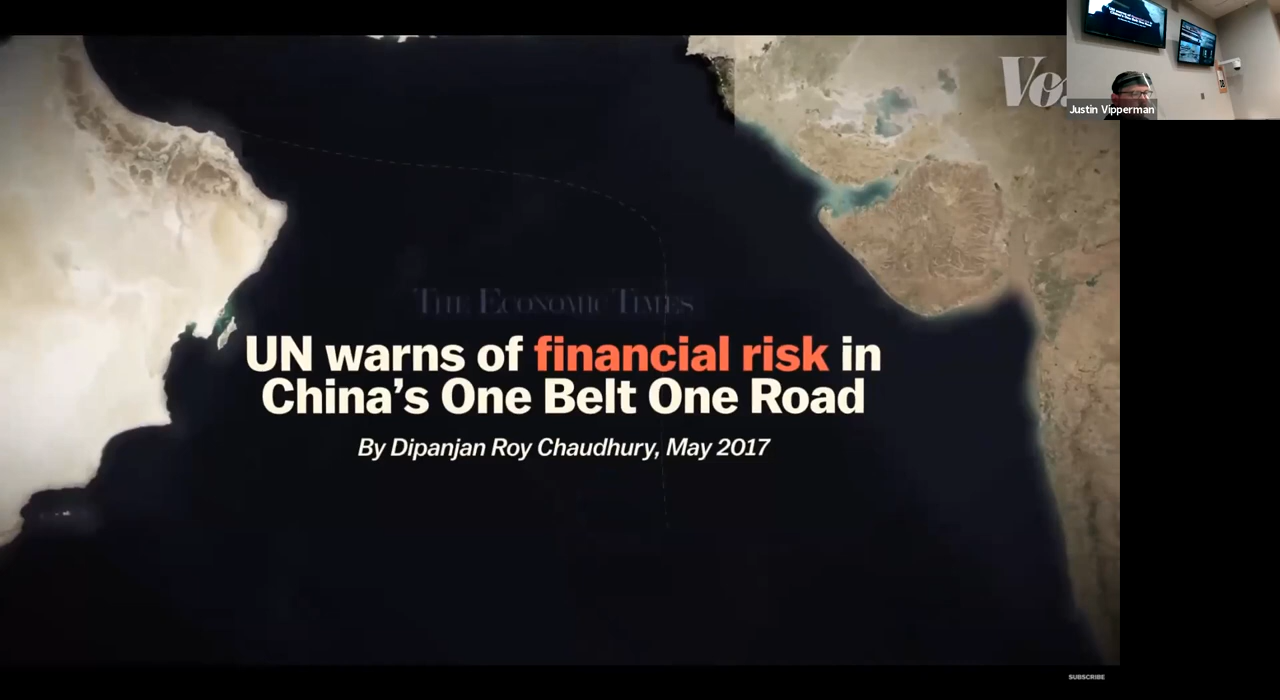 Vox
Justin Vipperman
THE ECONOMIC TIMES
UN warns of financial risk in
China’s One Belt One Road
By Dipanjan Roy Chaudhury, May 2017
SUBSCRIBE